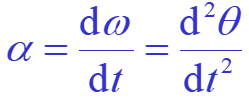 α = dω/dt = d²θ/dt²